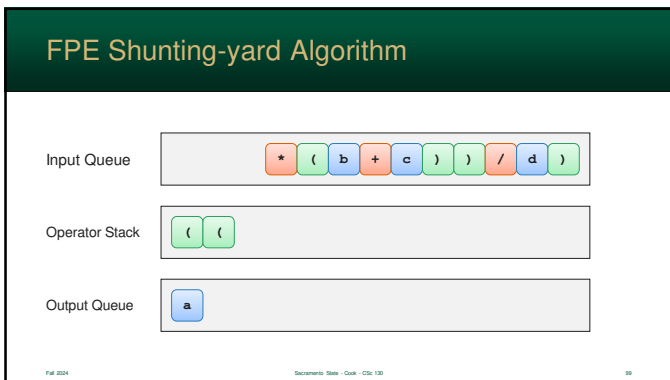 FPE Shunting-yard Algorithm
Input Queue * ( b + c ) ) / d )
Operator Stack ( (
Output Queue a
Fall 2024 Sacramento State - Cook - CSc 130 99